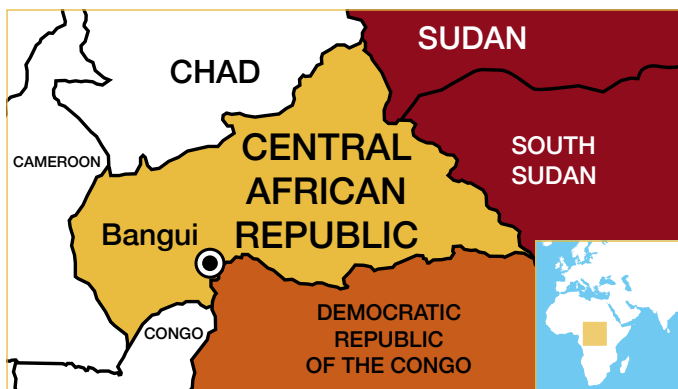 SUDAN
CHAD
CENTRAL
AFRICAN
REPUBLIC
CAMEROON
SOUTH
SUDAN
Bangui
CONGO
DEMOCRATIC
REPUBLIC
OF THE CONGO